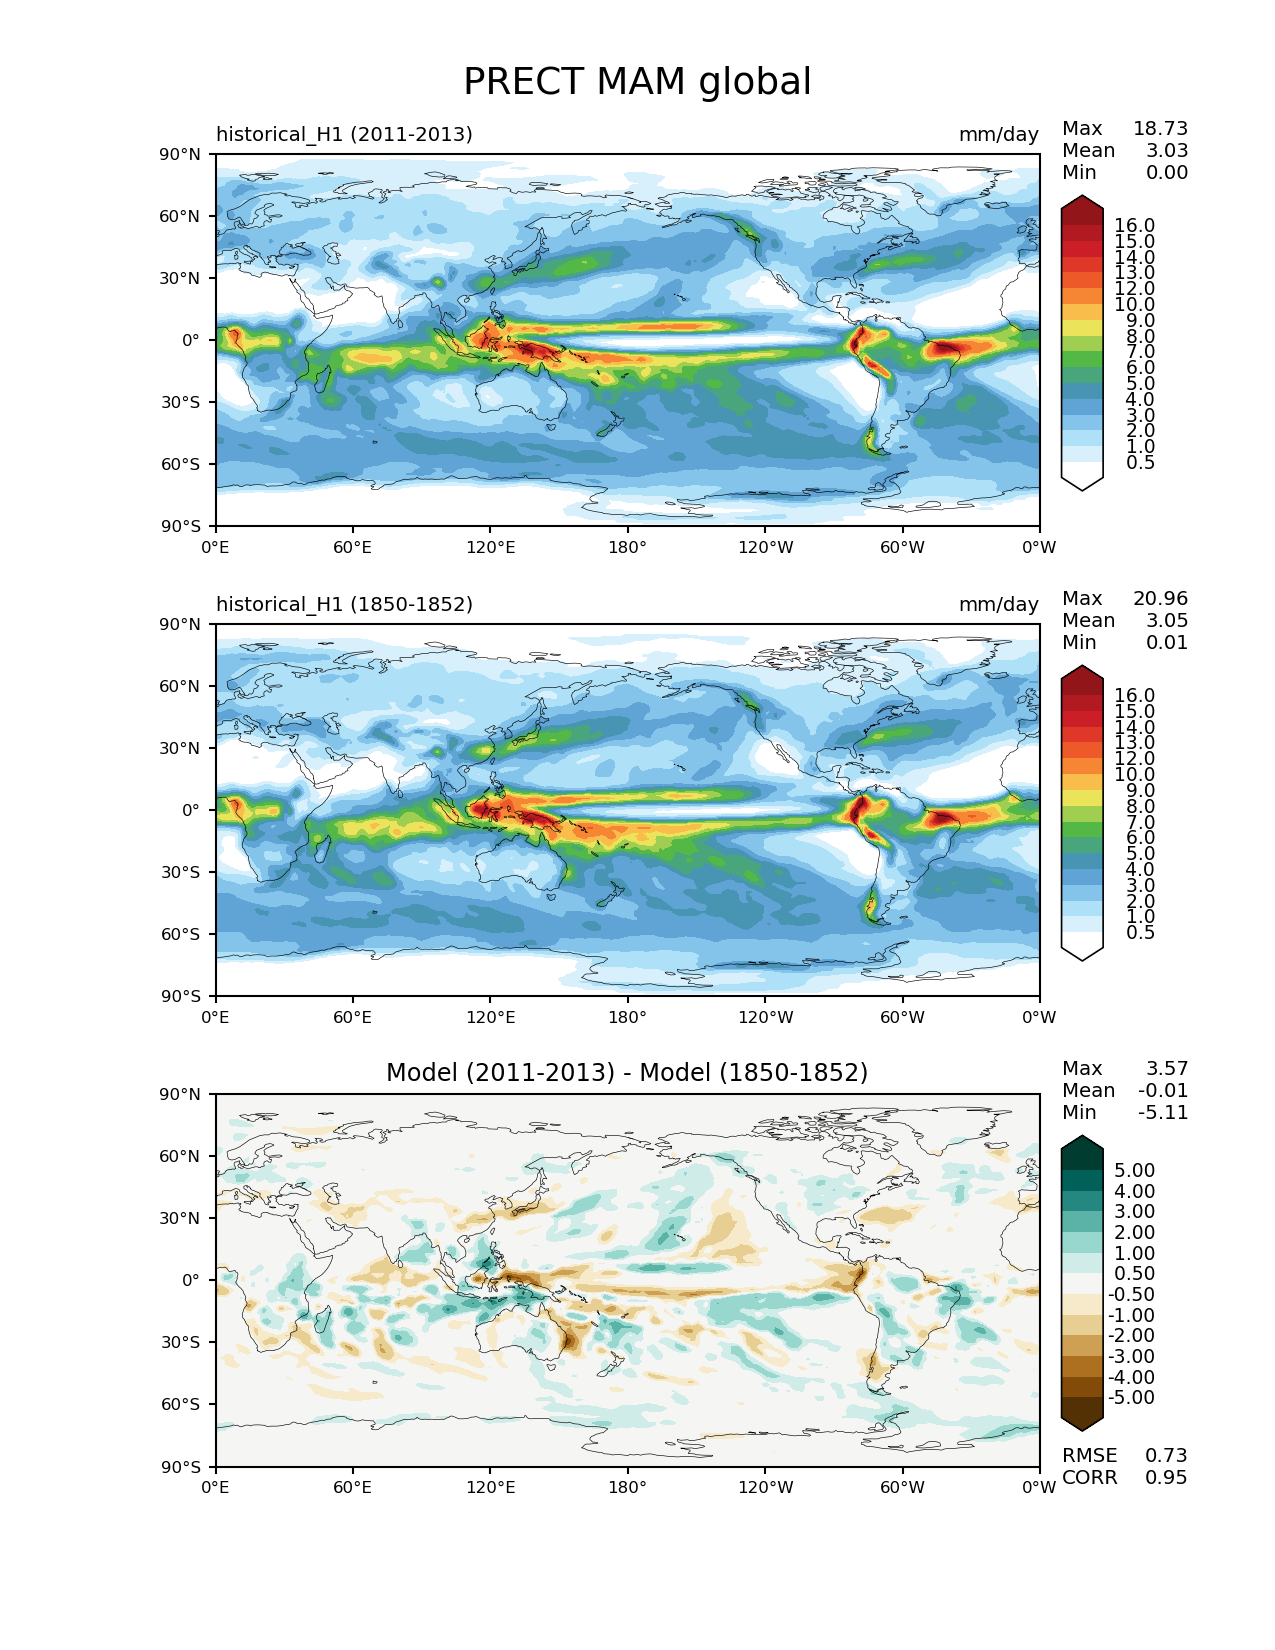 PRECT MAM global
historical_H1 (2011-2013) mm/day
Max 18.73
Mean 3.03
Min 0.00
90°N
60°N
30°N
0°
30°S
60°S
90°S
0°E 60°E 120°E 180° 120°W 60°W 0°W
16.0
15.0
14.0
13.0
12.0
10.0
9.0
8.0
7.0
6.0
5.0
4.0
3.0
2.0
1.0
0.5
historical_H1 (1850-1852) mm/day
Max 20.96
Mean 3.05
Min 0.01
90°N
60°N
30°N
0°
30°S
60°S
90°S
0°E 60°E 120°E 180° 120°W 60°W 0°W
16.0
15.0
14.0
13.0
12.0
10.0
9.0
8.0
7.0
6.0
5.0
4.0
3.0
2.0
1.0
0.5
Model (2011-2013) - Model (1850-1852)
Max 3.57
Mean -0.01
Min -5.11
90°N
60°N
30°N
0°
30°S
60°S
90°S
0°E 60°E 120°E 180° 120°W 60°W 0°W
5.00
4.00
3.00
2.00
1.00
0.50
-0.50
-1.00
-2.00
-3.00
-4.00
-5.00
RMSE 0.73
CORR 0.95